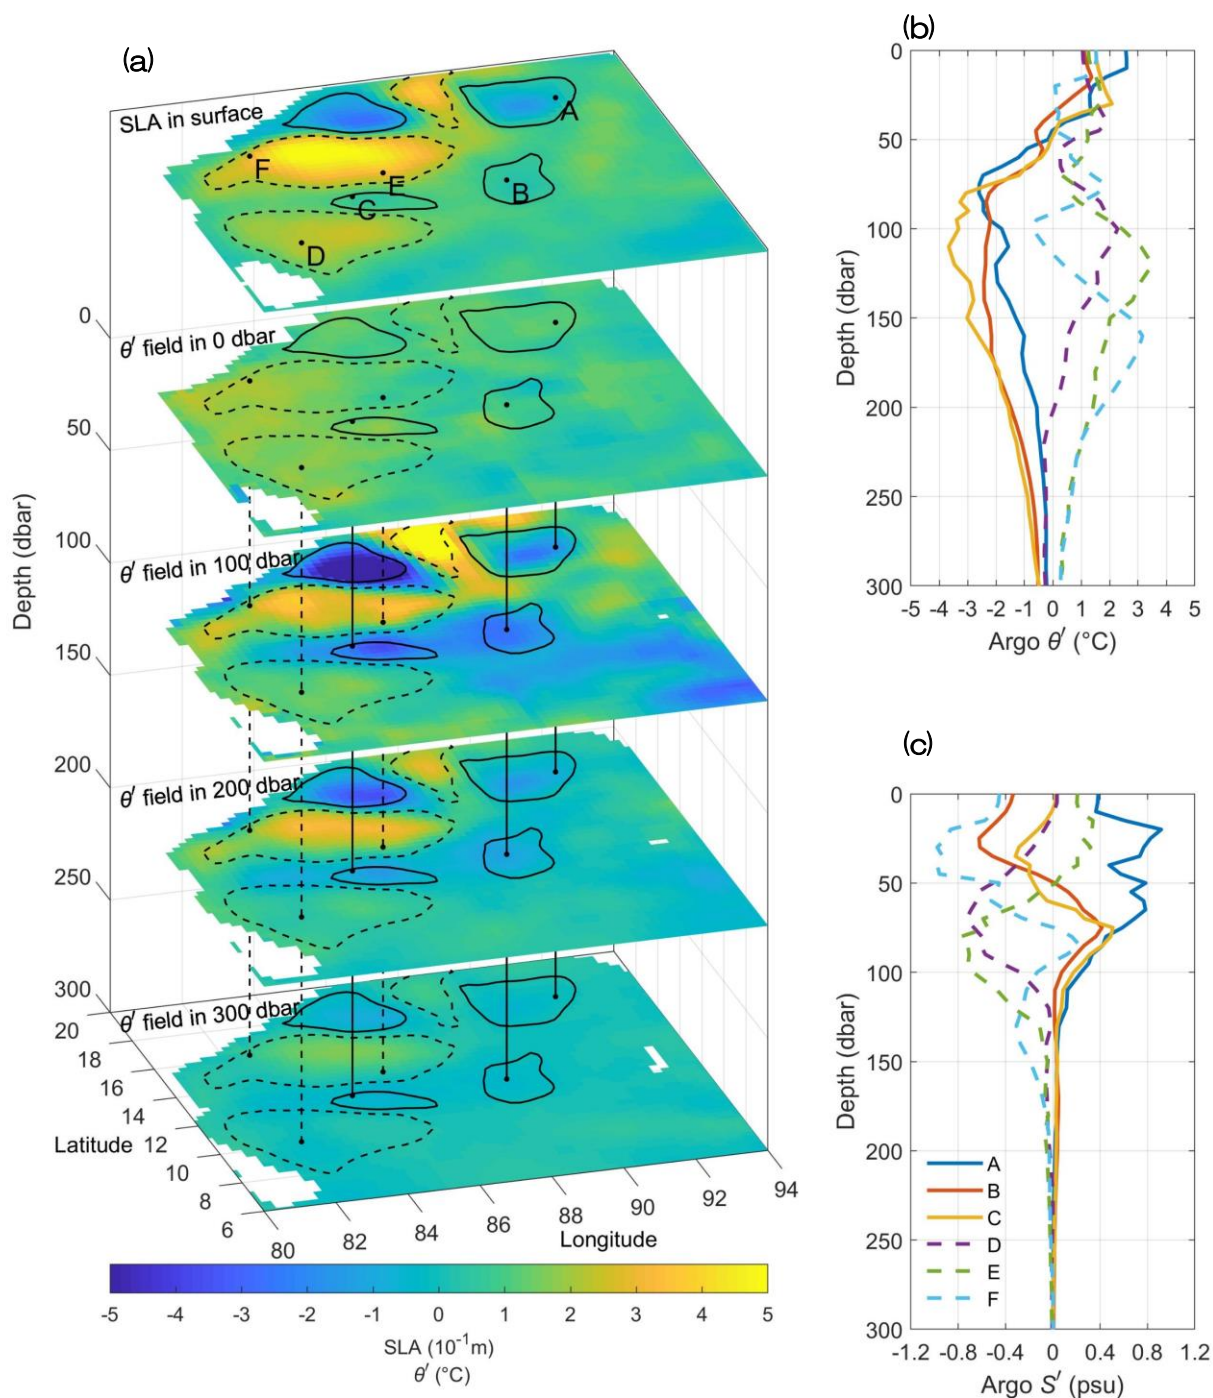 (a)
SLA in surface
A
F
E
B
C
D
0
θ′ field in 0 dbar
50
Depth (dbar)
100
θ′ field in 100 dbar
150
200
θ′ field in 200 dbar
250
300
θ′ field in 300 dbar
20
18
16
14
Latitude 12
10
8
6
80
82
84
86
88
90
92
94
Longitude
-5 -4 -3 -2 -1 0 1 2 3 4 5
SLA (10⁻¹m)
θ′ (°C)
(b)
0
50
100
150
200
250
300
Depth (dbar)
-5 -4 -3 -2 -1 0 1 2 3 4 5
Argo θ′ (°C)
(c)
0
50
100
150
200
250
300
Depth (dbar)
A
B
C
D
E
F
-1.2 -0.8 -0.4 0 0.4 0.8 1.2
Argo S′ (psu)